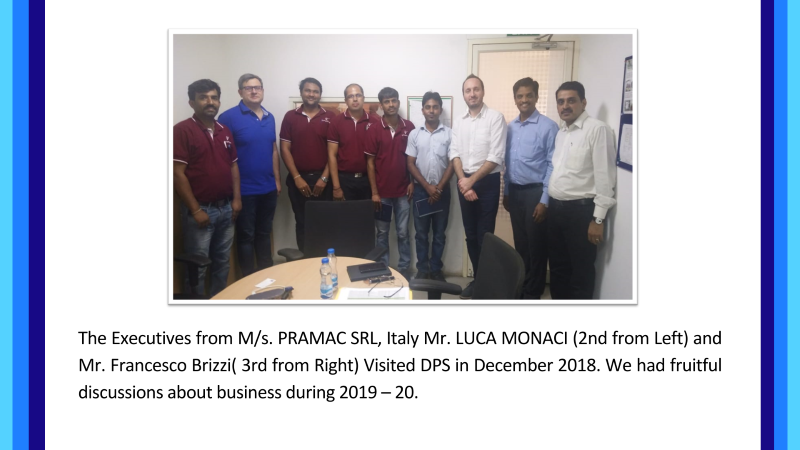 The Executives from M/s. PRAMAC SRL, Italy Mr. LUCA MONACI (2nd from Left) and
Mr. Francesco Brizzi( 3rd from Right) Visited DPS in December 2018. We had fruitful
discussions about business during 2019 – 20.